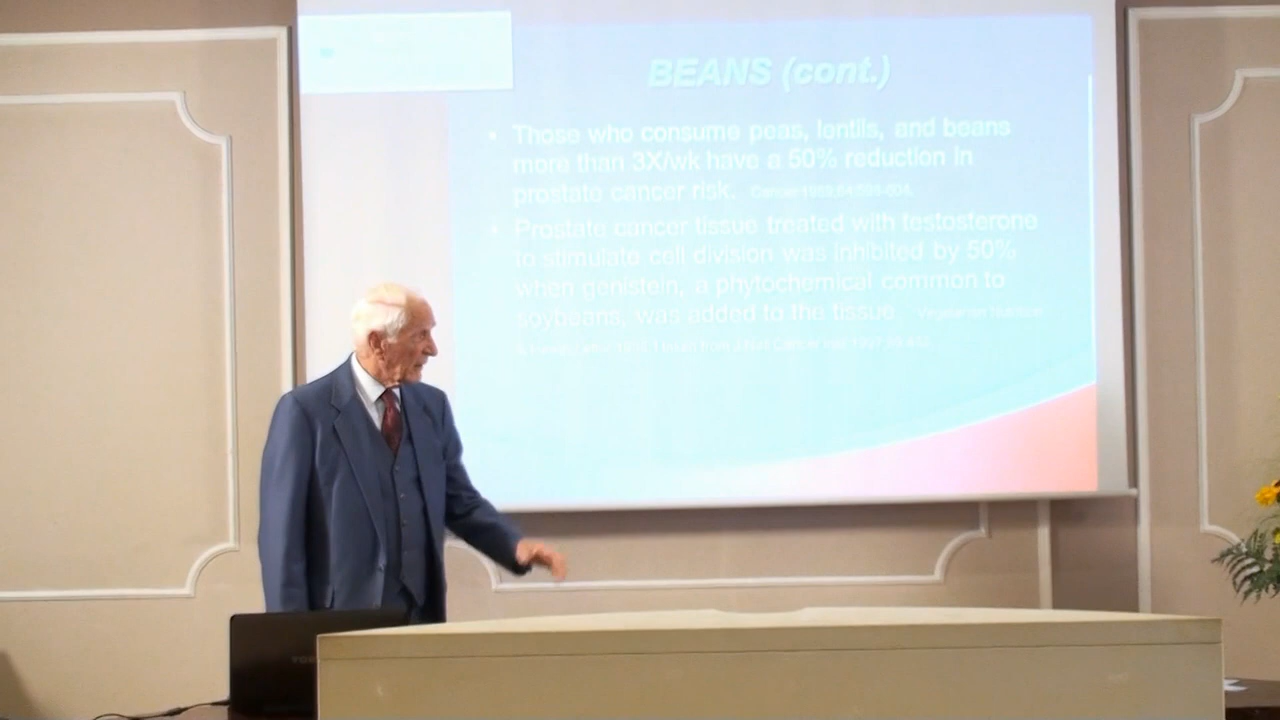 BEANS (cont.)
• Those who consume peas, lentils, and beans
more than 3X/wk have a 50% reduction in
prostate cancer risk.
• Prostate cancer tissue treated with testosterone
to stimulate cell division was inhibited by 50%
when genistein, a phytochemical common to
soybeans, was added to the tissue.